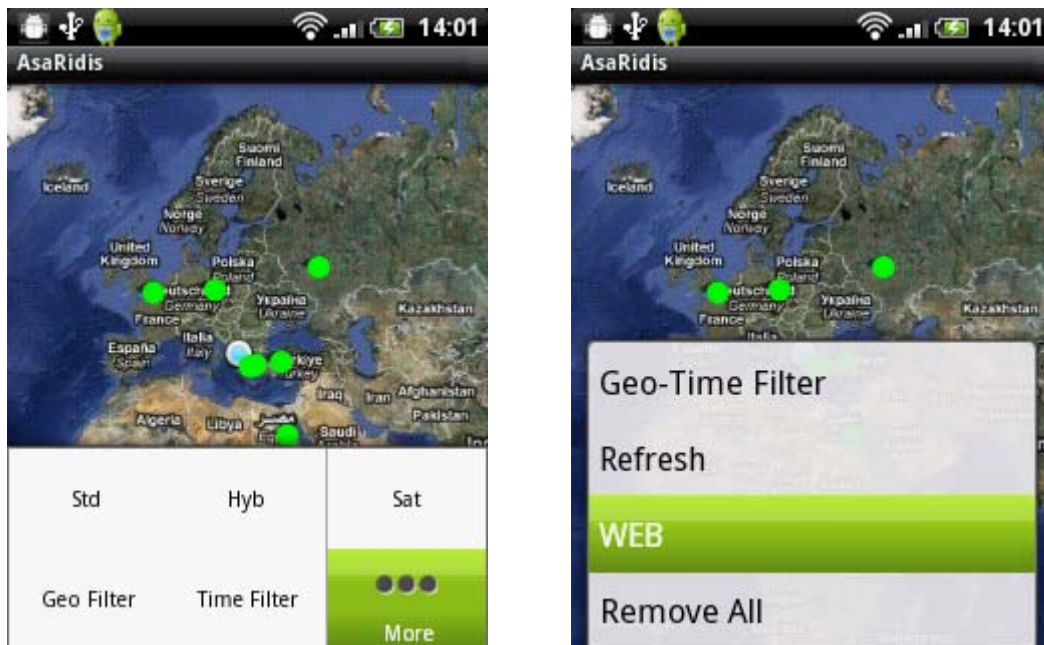 14:01
AsaRidis
Suomi
Finland
Iceland
Sverige
Sweden
Norge
Norway
United
Kingdom
Polska
Poland
Germany
Україна
Ukraine
France
Kazakhstan
Italia
Italy
España
Spain
Turkey
Iraq
Iran
Afghanistan
Pakistan
Algeria
Libya
مصر
Saudi
Std
Hyb
Sat
Geo Filter
Time Filter
More
14:01
AsaRidis
Suomi
Finland
Iceland
Sverige
Sweden
Norge
Norway
United
Kingdom
Polska
Poland
Germany
Україна
Ukraine
France
Kazakhstan
Italia
Geo-Time Filter
Refresh
WEB
Remove All